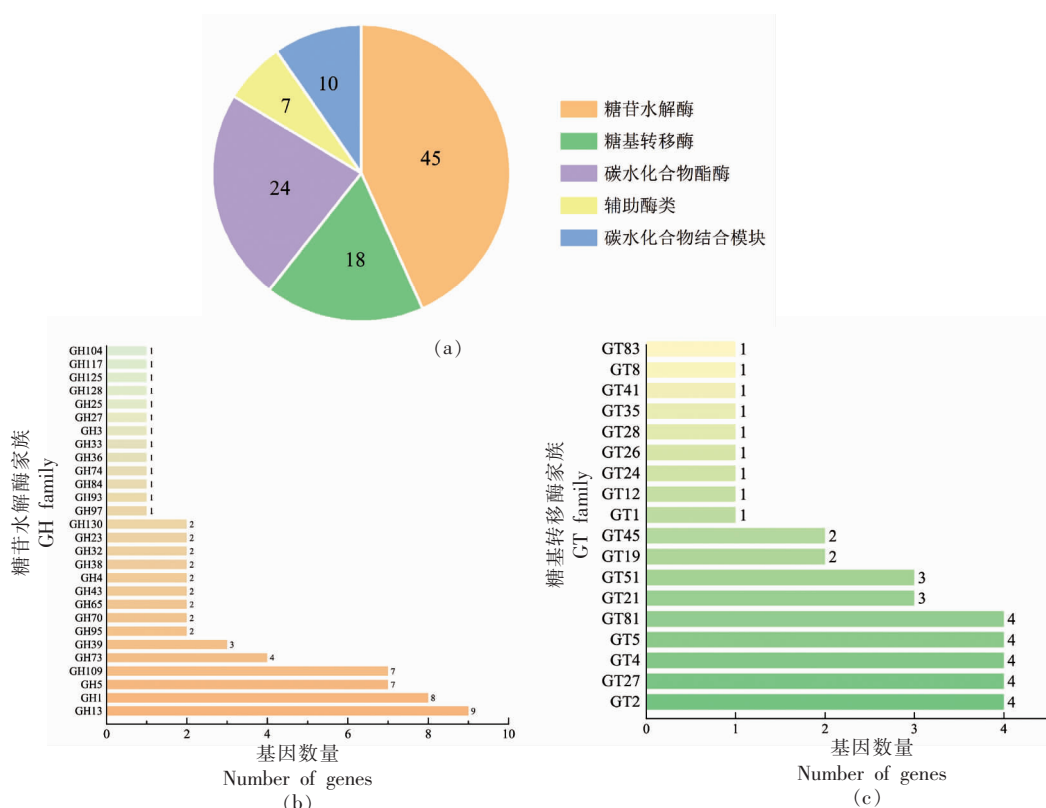 10
7
45
24
18
糖苷水解酶
糖基转移酶
碳水化合物酯酶
辅助酶类
碳水化合物结合模块
(a)
糖苷水解酶家族
GH family
GH104 1
GH117 1
GH125 1
GH128 1
GH25 1
GH27 1
GH3 1
GH33 1
GH36 1
GH74 1
GH84 1
GH93 1
GH97 1
GH130 2
GH23 2
GH32 2
GH38 2
GH4 2
GH43 2
GH65 2
GH70 2
GH95 2
GH39 3
GH73 4
GH109 7
GH5 7
GH1 8
GH13 9
0 2 4 6 8 10
基因数量
Number of genes
(b)
糖基转移酶家族
GT family
GT83 1
GT8 1
GT41 1
GT35 1
GT28 1
GT26 1
GT24 1
GT12 1
GT1 1
GT45 2
GT19 2
GT51 3
GT21 3
GT81 4
GT5 4
GT4 4
GT27 4
GT2 4
0 1 2 3 4
基因数量
Number of genes
(c)